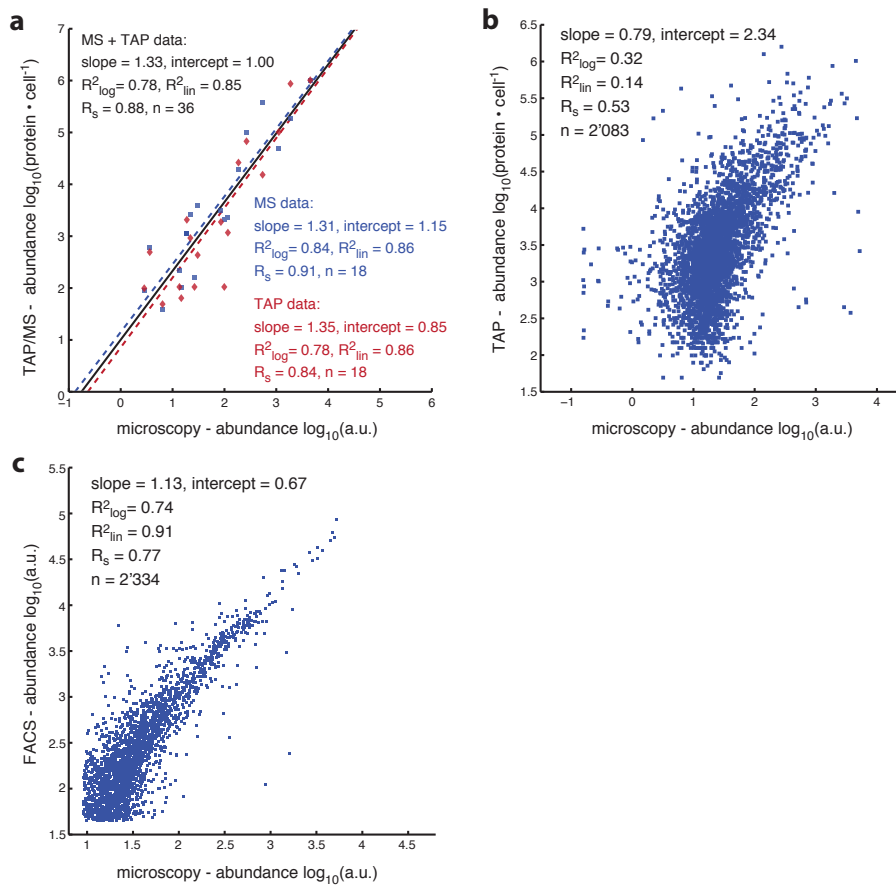 a
7
6
5
4
3
2
1
0
−1
0
1
2
3
4
5
6
TAP/MS - abundance log10(protein • cell-1)
microscopy - abundance log10(a.u.)
MS + TAP data:
slope = 1.33, intercept = 1.00
R2log= 0.78, R2lin = 0.85
Rs = 0.88, n = 36
MS data:
slope = 1.31, intercept = 1.15
R2log= 0.84, R2lin = 0.86
Rs = 0.91, n = 18
TAP data:
slope = 1.35, intercept = 0.85
R2log= 0.78, R2lin = 0.86
Rs = 0.84, n = 18
b
6.5
6
5.5
5
4.5
4
3.5
3
2.5
2
1.5
−1
0
1
2
3
4
TAP - abundance log10(protein • cell-1)
microscopy - abundance log10(a.u.)
slope = 0.79, intercept = 2.34
R2log = 0.32
R2lin = 0.14
Rs = 0.53
n = 2'083
c
5.5
5
4.5
4
3.5
3
2.5
2
1.5
1
1.5
2
2.5
3
3.5
4
4.5
FACS - abundance log10(a.u.)
microscopy - abundance log10(a.u.)
slope = 1.13, intercept = 0.67
R2log= 0.74
R2lin = 0.91
Rs = 0.77
n = 2'334